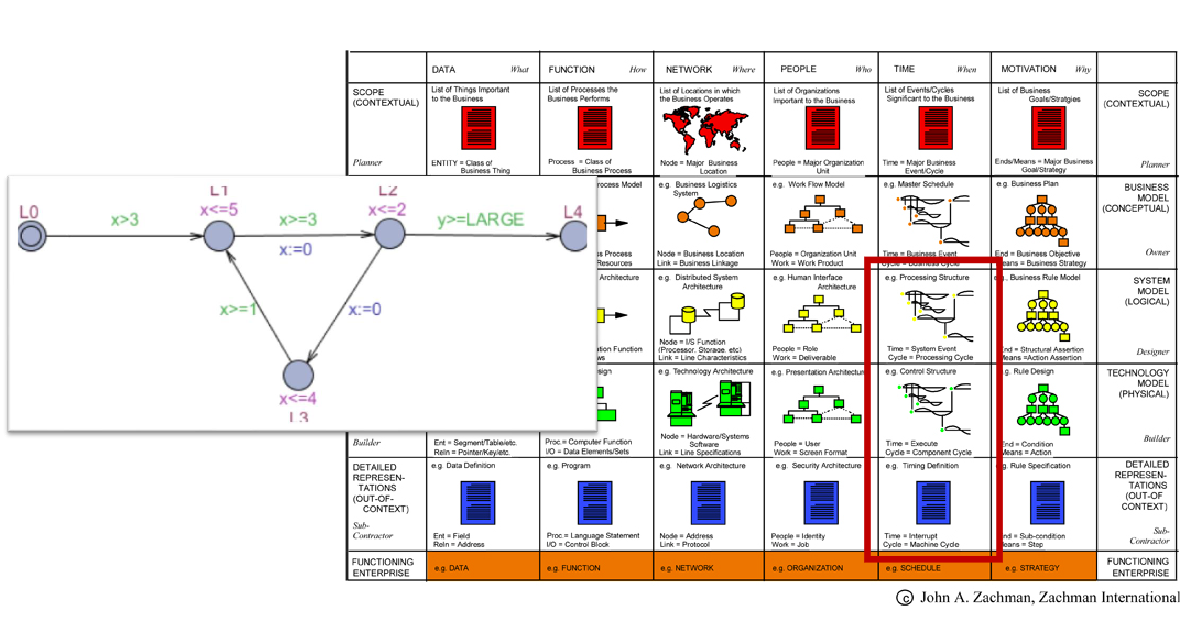 DATA What FUNCTION How NETWORK Where PEOPLE Who TIME When MOTIVATION Why
SCOPE
(CONTEXTUAL)
Planner
List of Things Important
to the Business
ENTITY = Class of
Business Thing
List of Processes the
Business Performs
Process = Class of
Business Process
List of Locations in which
the Business Operates
Node = Major Business
Location
List of Organizations
Important to the Business
People = Major Organization
Unit
List of Events/Cycles
Significant to the Business
Time = Major Business
Event/Cycle
List of Business
Goals/Stratgies
Ends/Means = Major Business
Goal/Strategy
SCOPE
(CONTEXTUAL)
Planner
L0
L1
x<=5
L2
x<=2
L4
x>3
x>=3
x:=0
y>=LARGE
x>=1
x:=0
x<=4
L3
rocess Model
s Process
Resources
e.g. Business Logistics
System
Node = Business Location
Link = Business Linkage
e.g. Work Flow Model
People = Organization Unit
Work = Work Product
e.g. Master Schedule
Time = Business Event
Cycle = Business Cycle
e.g. Business Plan
End = Business Objective
Means = Business Strategy
BUSINESS
MODEL
(CONCEPTUAL)
Owner
Architecture
ion Function
ws
e.g. Distributed System
Architecture
Node = I/S Function
(Processor, Storage, etc)
Link = Line Characteristics
e.g. Human Interface
Architecture
People = Role
Work = Deliverable
e.g. Processing Structure
Time = System Event
Cycle = Processing Cycle
Business Rule Model
nd = Structural Assertion
Means =Action Assertion
SYSTEM
MODEL
(LOGICAL)
Designer
Builder
Ent = Segment/Table/etc.
Reln = Pointer/Key/etc.
sign
Proc.= Computer Function
I/O = Data Elements/Sets
e.g. Technology Architecture
Node = Hardware/Systems
Software
Link = Line Specifications
e.g. Presentation Architecture
People = User
Work = Screen Format
e.g. Control Structure
Time = Execute
Cycle = Component Cycle
.g. Rule Design
End = Condition
Means = Action
TECHNOLOGY
MODEL
(PHYSICAL)
Builder
DETAILED
REPRESEN-
TATIONS
(OUT-OF-
CONTEXT)
Sub-
Contractor
e.g. Data Definition
Ent = Field
Reln = Address
e.g. Program
Proc = Language Statement
I/O = Control Block
e.g. Network Architecture
Node = Address
Link = Protocol
e.g. Security Architecture
People = Identity
Work = Job
e.g. Timing Definition
Time = Interrupt
Cycle = Machine Cycle
.g. Rule Specification
nd = Sub-condition
eans = Step
DETAILED
REPRESEN-
TATIONS
(OUT-OF
CONTEXT)
Sub-
Contractor
FUNCTIONING
ENTERPRISE
e.g. DATA
e.g. FUNCTION
e.g. NETWORK
e.g. ORGANIZATION
e.g. SCHEDULE
e.g. STRATEGY
FUNCTIONING
ENTERPRISE
© John A. Zachman, Zachman International